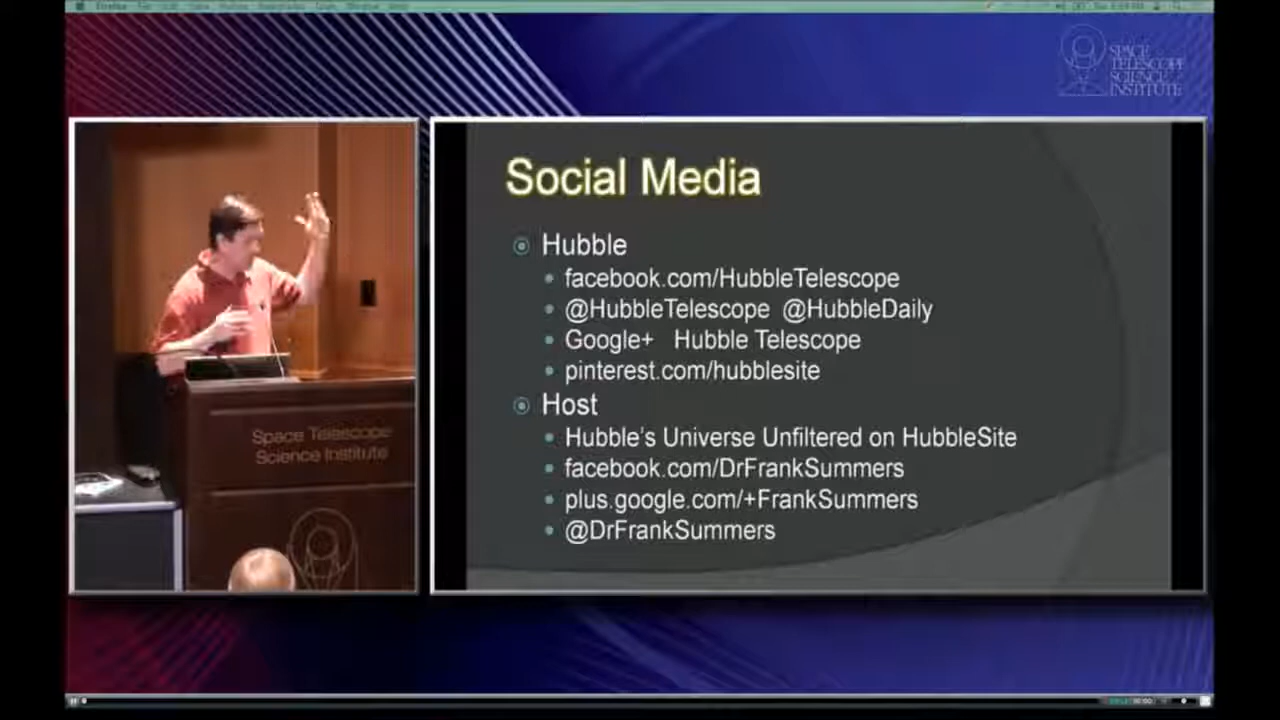 SPACE
TELESCOPE
SCIENCE
INSTITUTE
Social Media
Hubble
facebook.com/HubbleTelescope
@HubbleTelescope @HubbleDaily
Google+ Hubble Telescope
pinterest.com/hubblesite
Host
Hubble's Universe Unfiltered on HubbleSite
facebook.com/DrFrankSummers
plus.google.com/+FrankSummers
@DrFrankSummers
Space Telescope
Science Institute